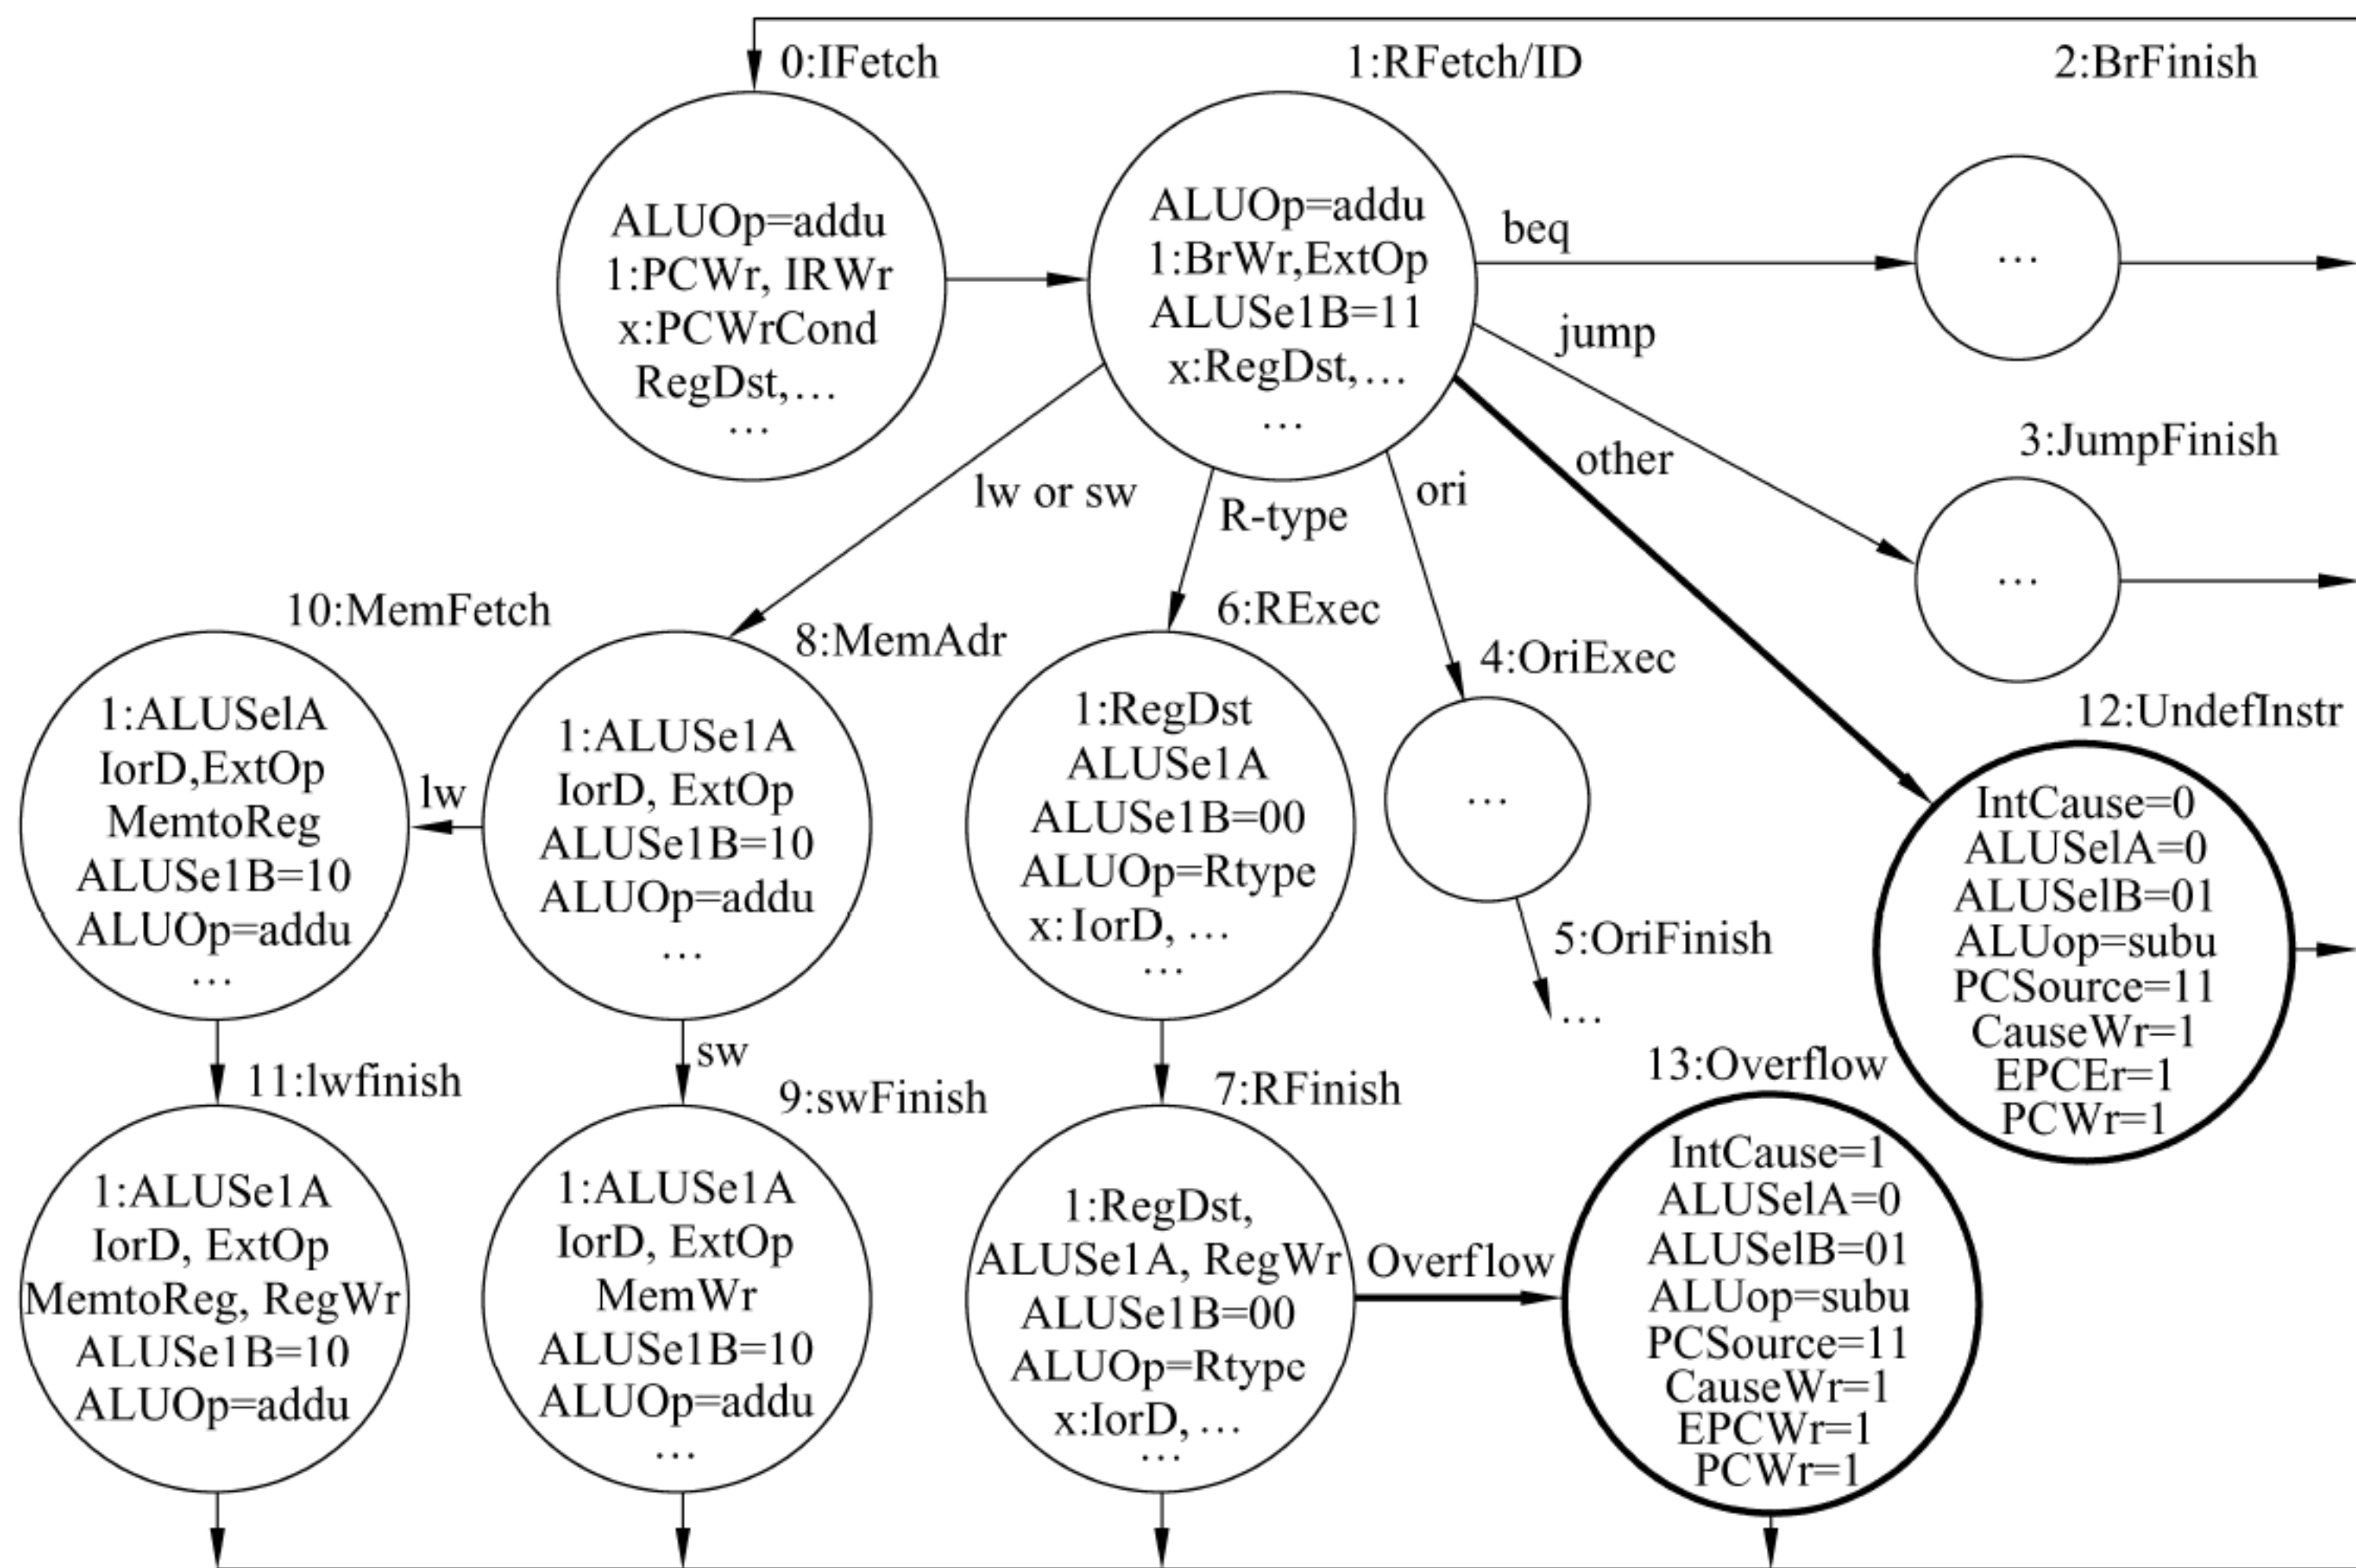 0:IFetch
ALUOp=addu
1:PCWr, IRWr
x:PCWrCond
RegDst,…
…
1:RFetch/ID
ALUOp=addu
1:BrWr,ExtOp
ALUSe1B=11
x:RegDst,…
…
beq
jump
other
ori
R-type
lw or sw
2:BrFinish
…
3:JumpFinish
…
10:MemFetch
1:ALUSelA
IorD,ExtOp
MemtoReg
ALUSe1B=10
ALUOp=addu
…
lw
8:MemAdr
1:ALUSe1A
IorD, ExtOp
ALUSe1B=10
ALUOp=addu
…
sw
6:RExec
1:RegDst
ALUSe1A
ALUSe1B=00
ALUOp=Rtype
x:IorD, …
…
4:OriExec
…
5:OriFinish
…
12:UndefInstr
IntCause=0
ALUSelA=0
ALUSelB=01
ALUop=subu
PCSource=11
CauseWr=1
EPCEr=1
PCWr=1
11:lwfinish
1:ALUSe1A
IorD, ExtOp
MemtoReg, RegWr
ALUSe1B=10
ALUOp=addu
9:swFinish
1:ALUSe1A
IorD, ExtOp
MemWr
ALUSe1B=10
ALUOp=addu
…
7:RFinish
1:RegDst,
ALUSe1A, RegWr
ALUSe1B=00
ALUOp=Rtype
x:IorD, …
…
Overflow
13:Overflow
IntCause=1
ALUSelA=0
ALUSelB=01
ALUop=subu
PCSource=11
CauseWr=1
EPCWr=1
PCWr=1